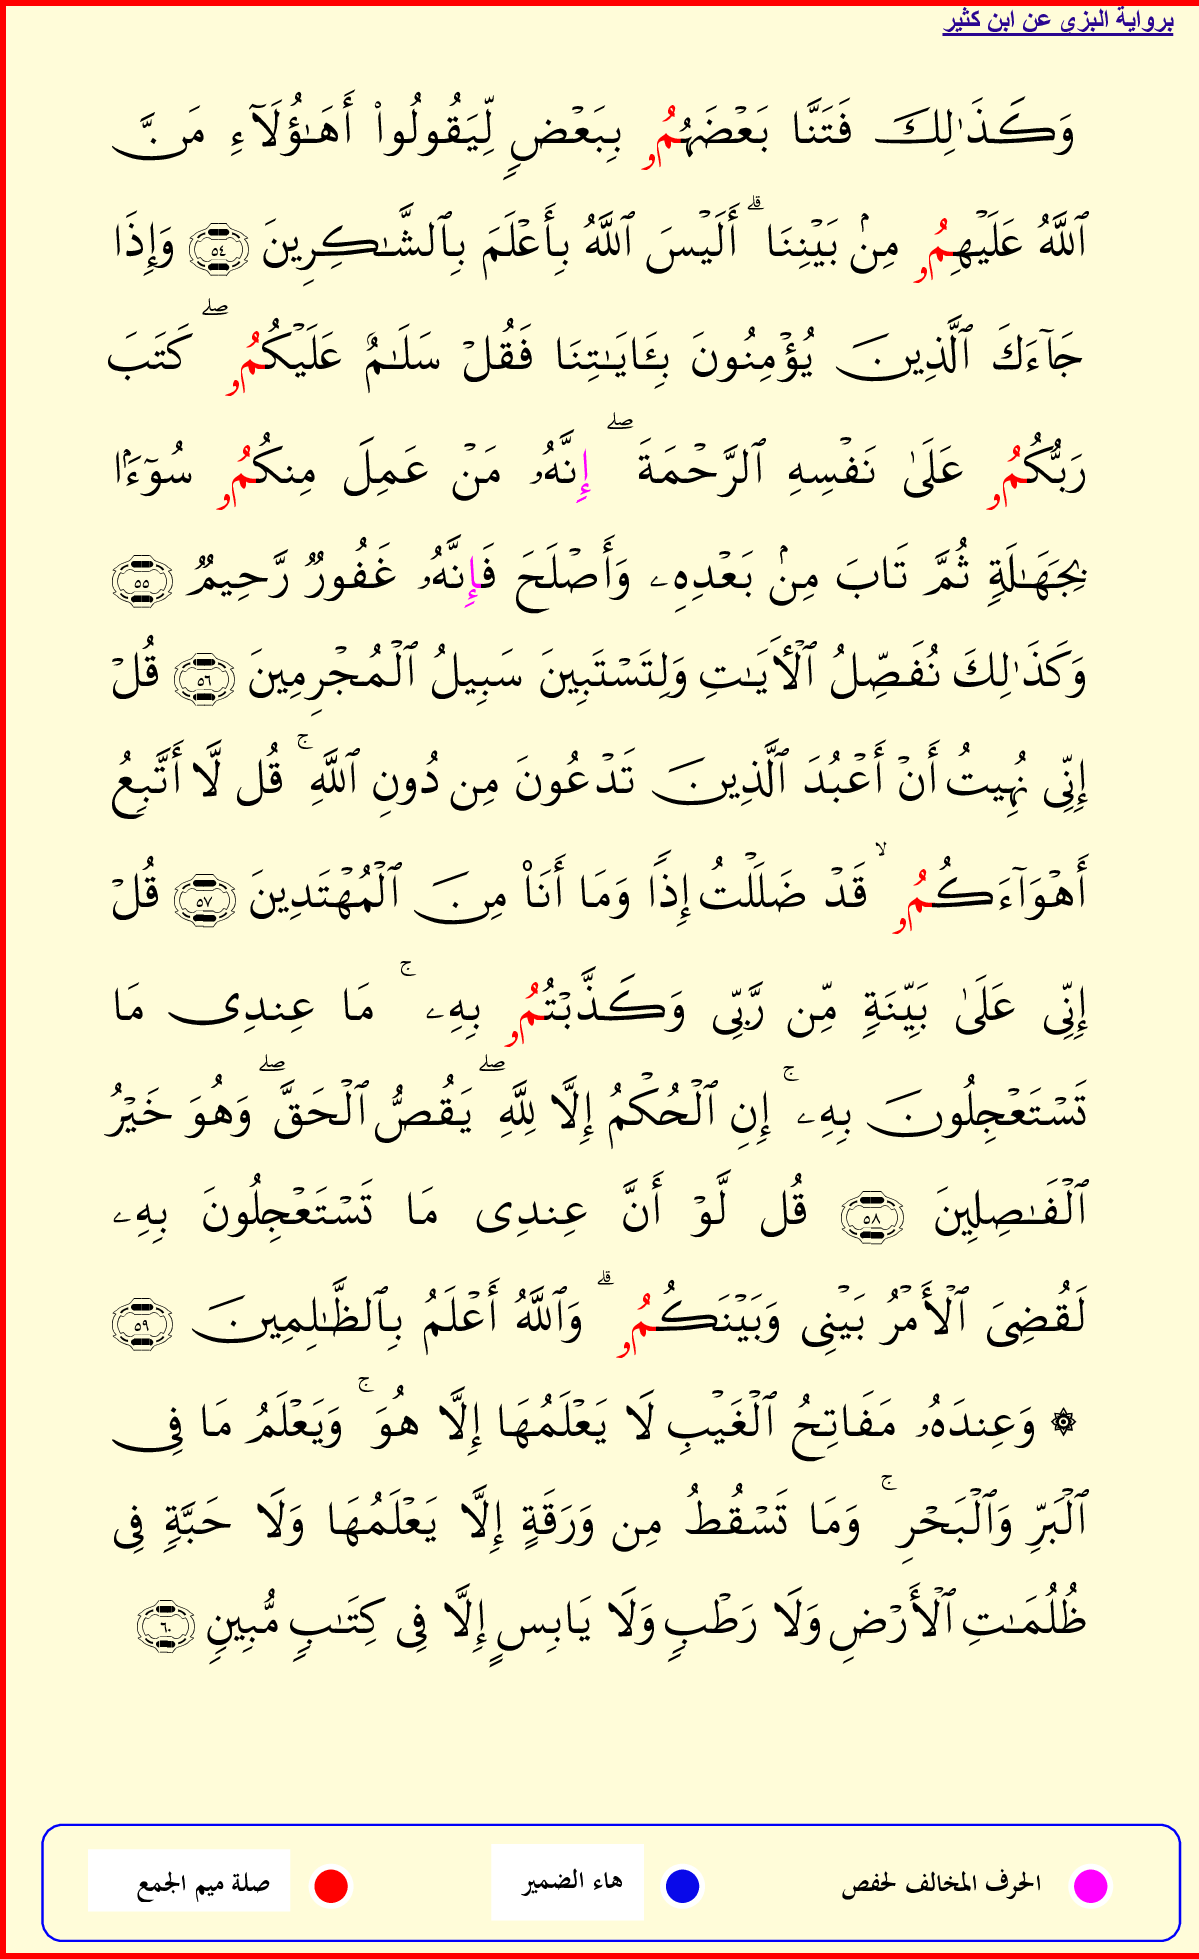 برواية البزى عن ابن كثير
وَكَذَٰلِكَ فَتَنَّا بَعْضَهُمُۥ بِبَعْضٖ لِّيَقُولُوا۟ أَهَـٰٓؤُلَآءِ مَنَّ
ٱللَّهُ عَلَيْهِمُۥ مِنۢ بَيْنِنَا ۗ أَلَيْسَ ٱللَّهُ بِأَعْلَمَ بِٱلشَّـٰكِرِينَ ٥٤ وَإِذَا
جَآءَكَ ٱلَّذِينَ يُؤْمِنُونَ بِـَٔايَـٰتِنَا فَقُلْ سَلَـٰمٌ عَلَيْكُمُۥ ۖ كَتَبَ
رَبُّكُمُۥ عَلَىٰ نَفْسِهِ ٱلرَّحْمَةَ ۖ إِنَّهُۥ مَنْ عَمِلَ مِنكُمُۥ سُوٓءَۢا
بِجَهَـٰلَةٖ ثُمَّ تَابَ مِنۢ بَعْدِهِۦ وَأَصْلَحَ فَإِنَّهُۥ غَفُورٞ رَّحِيمٞ ٥٥
وَكَذَٰلِكَ نُفَصِّلُ ٱلْأَيَـٰتِ وَلِتَسْتَبِينَ سَبِيلُ ٱلْمُجْرِمِينَ ٥٦ قُلْ
إِنِّى نُهِيتُ أَنْ أَعْبُدَ ٱلَّذِينَ تَدْعُونَ مِن دُونِ ٱللَّهِ ۚ قُل لَّا أَتَّبِعُ
أَهْوَآءَكُمُۥ ۙ قَدْ ضَلَلْتُ إِذٗا وَمَا أَنَا۠ مِنَ ٱلْمُهْتَدِينَ ٥٧ قُلْ
إِنِّى عَلَىٰ بَيِّنَةٖ مِّن رَّبِّى وَكَذَّبْتُمُۥ بِهِۦ ۚ مَا عِندِى مَا
تَسْتَعْجِلُونَ بِهِۦ ۚ إِنِ ٱلْحُكْمُ إِلَّا لِلَّهِ ۖ يَقُصُّ ٱلْحَقَّ ۖ وَهُوَ خَيْرُ
ٱلْفَـٰصِلِينَ ٥٨ قُل لَّوْ أَنَّ عِندِى مَا تَسْتَعْجِلُونَ بِهِۦ
لَقُضِىَ ٱلْأَمْرُ بَيْنِى وَبَيْنَكُمُۥ ۗ وَٱللَّهُ أَعْلَمُ بِٱلظَّـٰلِمِينَ ٥٩
۞ وَعِندَهُۥ مَفَاتِحُ ٱلْغَيْبِ لَا يَعْلَمُهَا إِلَّا هُوَ ۚ وَيَعْلَمُ مَا فِى
ٱلْبَرِّ وَٱلْبَحْرِ ۚ وَمَا تَسْقُطُ مِن وَرَقَةٍ إِلَّا يَعْلَمُهَا وَلَا حَبَّةٖ فِى
ظُلُمَـٰتِ ٱلْأَرْضِ وَلَا رَطْبٖ وَلَا يَابِسٍ إِلَّا فِى كِتَـٰبٖ مُّبِينٖ ٦٠
الحرف المخالف لحفص
هاء الضمير
صلة ميم الجمع